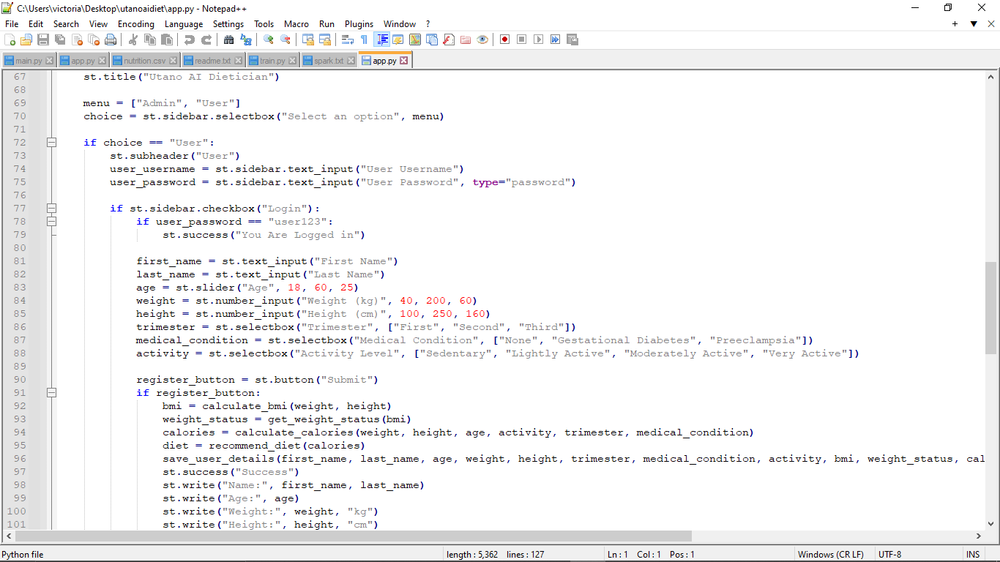 C:\Users\victoria\Desktop\utanoaidiet\app.py - Notepad++
File Edit Search View Encoding Language Settings Tools Macro Run Plugins Window ?
main.py app.py nutrition.csv readme.txt train.py spark.txt app.py
67 st.title("Utano AI Dietician")
68
69 menu = ["Admin", "User"]
70 choice = st.sidebar.selectbox("Select an option", menu)
71
72 if choice == "User":
73 st.subheader("User")
74 user_username = st.sidebar.text_input("User Username")
75 user_password = st.sidebar.text_input("User Password", type="password")
76
77 if st.sidebar.checkbox("Login"):
78 if user_password == "user123":
79 st.success("You Are Logged in")
80
81 first_name = st.text_input("First Name")
82 last_name = st.text_input("Last Name")
83 age = st.slider("Age", 18, 60, 25)
84 weight = st.number_input("Weight (kg)", 40, 200, 60)
85 height = st.number_input("Height (cm)", 100, 250, 160)
86 trimester = st.selectbox("Trimester", ["First", "Second", "Third"])
87 medical_condition = st.selectbox("Medical Condition", ["None", "Gestational Diabetes", "Preeclampsia"])
88 activity = st.selectbox("Activity Level", ["Sedentary", "Lightly Active", "Moderately Active", "Very Active"])
89
90 register_button = st.button("Submit")
91 if register_button:
92 bmi = calculate_bmi(weight, height)
93 weight_status = get_weight_status(bmi)
94 calories = calculate_calories(weight, height, age, activity, trimester, medical_condition)
95 diet = recommend_diet(calories)
96 save_user_details(first_name, last_name, age, weight, height, trimester, medical_condition, activity, bmi, weight_status, cal
97 st.success("Success")
98 st.write("Name:", first_name, last_name)
99 st.write("Age:", age)
100 st.write("Weight:", weight, "kg")
101 st.write("Height:", height, "cm")
Python file length : 5,362 lines : 127 Ln : 1 Col : 1 Pos : 1 Windows (CR LF) UTF-8 INS